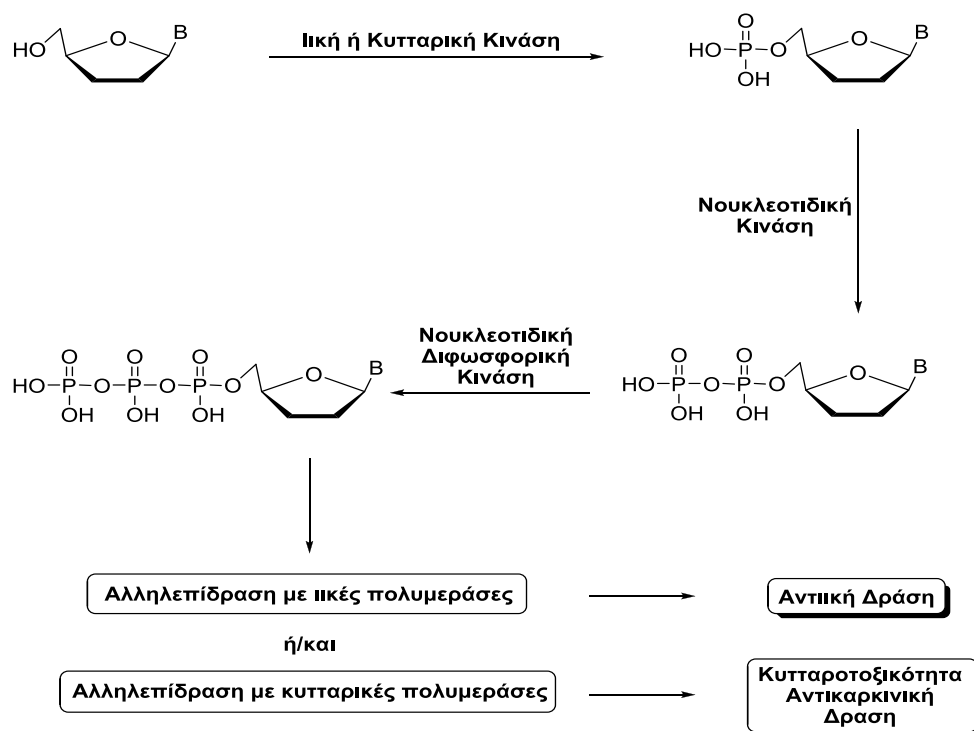 HO O B
Ιική ή Κυτταρική Κινάση
O
HO P O O B
OH
Νουκλεοτιδική
Κινάση
Νουκλεοτιδική
Διφωσφορική
Κινάση
O O O
HO P O P O P O O B
OH OH OH
O O
HO P O P O O B
OH OH
Αλληλεπίδραση με ιικές πολυμεράσες
Αντιική Δράση
ή/και
Αλληλεπίδραση με κυτταρικές πολυμεράσες
Κυτταροτοξικότητα
Αντικαρκινική
Δραση